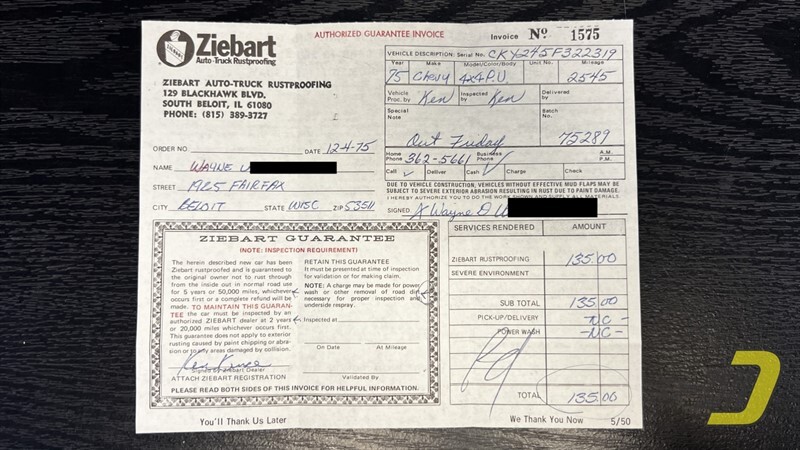 Ziebart
Auto-Truck Rustproofing
AUTHORIZED GUARANTEE INVOICE
Invoice Nº 1575
ZIEBART AUTO-TRUCK RUSTPROOFING
129 BLACKHAWK BLVD.
SOUTH BELOIT, IL 61080
PHONE: (815) 389-3727
VEHICLE DESCRIPTION: Serial No. CKY245F322319
Year Make Model/Color/Body Unit No. Mileage
75 Chevy 4x4 P.U. 2545
Vehicle Proc. by Ken Inspected by Ken Delivered by
Special Note Batch No.
Out Friday 75289
ORDER NO. DATE 12-4-75
NAME WAYNE
STREET 1925 FAIRFAX
CITY BELOIT STATE WISC ZIP 53511
Home Phone 362-5661 Business Phone A.M. P.M.
Call ✓ Deliver Cash ✓ Charge Check
DUE TO VEHICLE CONSTRUCTION, VEHICLES WITHOUT EFFECTIVE MUD FLAPS MAY BE
SUBJECT TO SEVERE EXTERIOR ABRASION RESULTING IN RUST DUE TO PAINT DAMAGE.
I HEREBY AUTHORIZE YOU TO DO THE WORK SHOWN AND SUPPLY ALL MATERIALS
SIGNED X Wayne D
ZIEBART GUARANTEE
(NOTE: INSPECTION REQUIREMENT)
The herein described new car has been
Ziebart rustproofed and is guaranteed to
the original owner not to rust through
from the inside out in normal road use
for 5 years or 50,000 miles, whichever
occurs first or a complete refund will be
made. TO MAINTAIN THIS GUARAN-
TEE the car must be inspected by an
authorized ZIEBART dealer at 2 years
or 20,000 miles whichever occurs first.
This guarantee does not apply to exterior
rusting caused by paint chipping or abra-
sion or to any areas damaged by collision.
Signed by Ziebart Dealer
ATTACH ZIEBART REGISTRATION
RETAIN THIS GUARANTEE
It must be presented at time of inspection
for validation or for making claim.
NOTE: A charge may be made for power
wash or other removal of road dirt
necessary for proper inspection and
underside respray.
Inspected at
On Date At Mileage
Validated By
PLEASE READ BOTH SIDES OF THIS INVOICE FOR HELPFUL INFORMATION.
SERVICES RENDERED AMOUNT
ZIEBART RUSTPROOFING 135.00
SEVERE ENVIRONMENT
SUB TOTAL 135.00
PICK-UP/DELIVERY -NC-
POWER WASH -NC-
Pd
TOTAL 135.00
You'll Thank Us Later
We Thank You Now
5/50